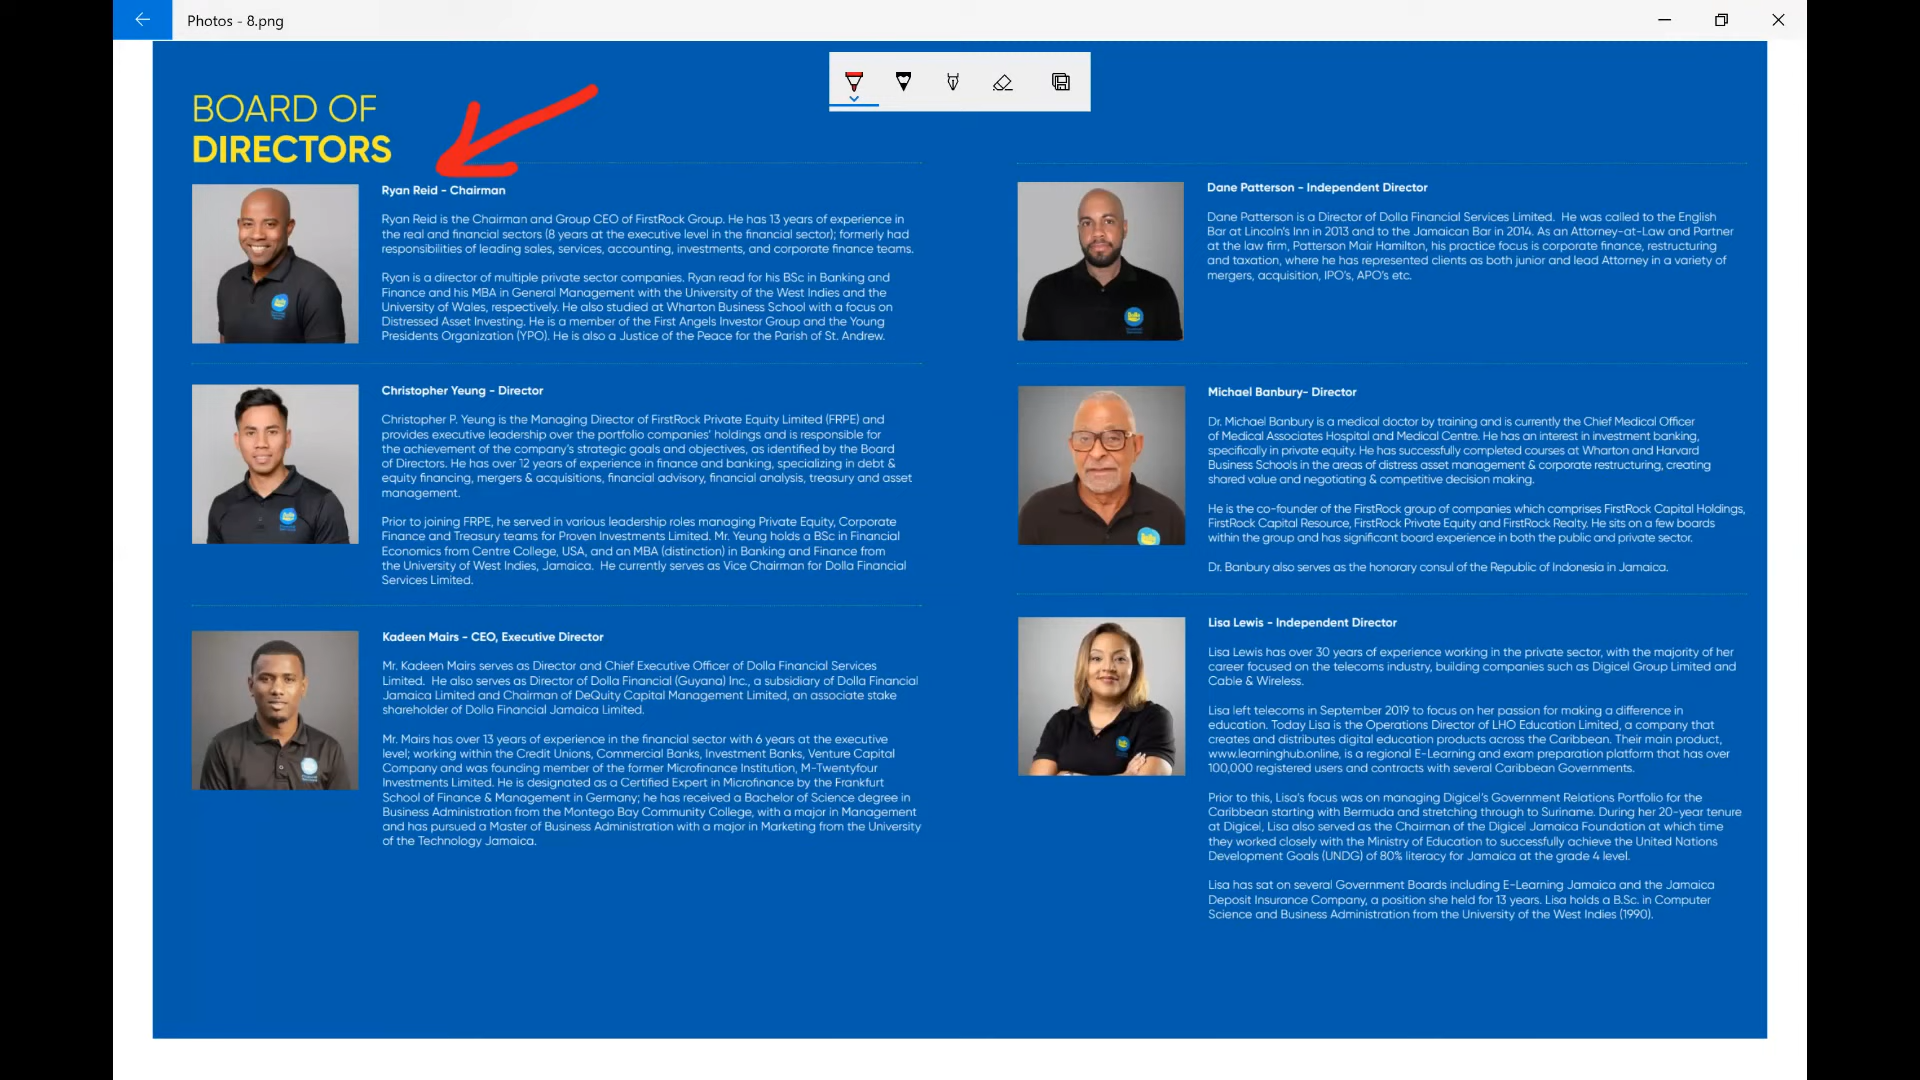 Photos - 8.png
BOARD OF
DIRECTORS
Ryan Reid - Chairman
Ryan Reid is the Chairman and Group CEO of FirstRock Group. He has 13 years of experience in
the real and financial sectors (8 years at the executive level in the financial sector); formerly had
responsibilities of leading sales, services, accounting, investments, and corporate finance teams.
Ryan is a director of multiple private sector companies. Ryan read for his BSc in Banking and
Finance and his MBA in General Management with the University of the West Indies and the
University of Wales, respectively. He also studied at Wharton Business School with a focus on
Distressed Asset Investing. He is a member of the First Angels Investor Group and the Young
Presidents Organization (YPO). He is also a Justice of the Peace for the Parish of St. Andrew.
Christopher Yeung - Director
Christopher P. Yeung is the Managing Director of FirstRock Private Equity Limited (FRPE) and
provides executive leadership over the portfolio companies' holdings and is responsible for
the achievement of the company's strategic goals and objectives, as identified by the Board
of Directors. He has over 12 years of experience in finance and banking, specializing in debt &
equity financing, mergers & acquisitions, financial advisory, financial analysis, treasury and asset
management.
Prior to joining FRPE, he served in various leadership roles managing Private Equity, Corporate
Finance and Treasury teams for Proven Investments Limited. Mr. Yeung holds a BSc in Financial
Economics from Centre College, USA, and an MBA (distinction) in Banking and Finance from
the University of West Indies, Jamaica. He currently serves as Vice Chairman for Dolla Financial
Services Limited.
Kadeen Mairs - CEO, Executive Director
Mr. Kadeen Mairs serves as Director and Chief Executive Officer of Dolla Financial Services
Limited. He also serves as Director of Dolla Financial (Guyana) Inc., a subsidiary of Dolla Financial
Jamaica Limited and Chairman of DeQuity Capital Management Limited, an associate stake
shareholder of Dolla Financial Jamaica Limited.
Mr. Mairs has over 13 years of experience in the financial sector with 6 years at the executive
level; working within the Credit Unions, Commercial Banks, Investment Banks, Venture Capital
Company and was founding member of the former Microfinance Institution, M-Twentyfour
Investments Limited. He is designated as a Certified Expert in Microfinance by the Frankfurt
School of Finance & Management in Germany; he has received a Bachelor of Science degree in
Business Administration from the Montego Bay Community College, with a major in Management
and has pursued a Master of Business Administration with a major in Marketing from the University
of the Technology Jamaica.
Dane Patterson - Independent Director
Dane Patterson is a Director of Dolla Financial Services Limited. He was called to the English
Bar at Lincoln's Inn in 2013 and to the Jamaican Bar in 2014. As an Attorney-at-Law and Partner
at the law firm, Patterson Mair Hamilton, his practice focus is corporate finance, restructuring
and taxation, where he has represented clients as both junior and lead Attorney in a variety of
mergers, acquisition, IPO's, APO's etc.
Michael Banbury- Director
Dr. Michael Banbury is a medical doctor by training and is currently the Chief Medical Officer
of Medical Associates Hospital and Medical Centre. He has an interest in investment banking,
specifically in private equity. He has successfully completed courses at Wharton and Harvard
Business Schools in the areas of distress asset management & corporate restructuring, creating
shared value and negotiating & competitive decision making.
He is the co-founder of the FirstRock group of companies which comprises FirstRock Capital Holdings,
FirstRock Capital Resource, FirstRock Private Equity and FirstRock Realty. He sits on a few boards
within the group and has significant board experience in both the public and private sector.
Dr. Banbury also serves as the honorary consul of the Republic of Indonesia in Jamaica.
Lisa Lewis - Independent Director
Lisa Lewis has over 30 years of experience working in the private sector, with the majority of her
career focused on the telecoms industry, building companies such as Digicel Group Limited and
Cable & Wireless.
Lisa left telecoms in September 2019 to focus on her passion for making a difference in
education. Today Lisa is the Operations Director of LHO Education Limited, a company that
creates and distributes digital education products across the Caribbean. Their main product,
www.learninghub.online, is a regional E-Learning and exam preparation platform that has over
100,000 registered users and contracts with several Caribbean Governments.
Prior to this, Lisa's focus was on managing Digicel's Government Relations Portfolio for the
Caribbean starting with Bermuda and stretching through to Suriname. During her 20-year tenure
at Digicel, Lisa also served as the Chairman of the Digicel Jamaica Foundation at which time
they worked closely with the Ministry of Education to successfully achieve the United Nations
Development Goals (UNDG) of 80% literacy for Jamaica at the grade 4 level.
Lisa has sat on several Government Boards including E-Learning Jamaica and the Jamaica
Deposit Insurance Company, a position she held for 13 years. Lisa holds a B.Sc. in Computer
Science and Business Administration from the University of the West Indies (1990).